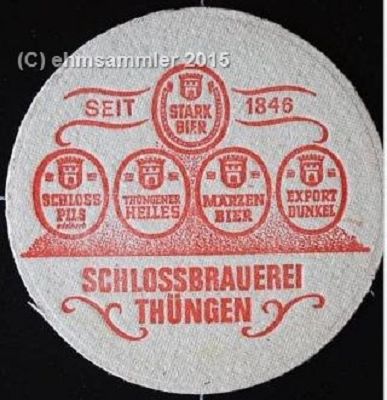 (C) ehmsammler 2015
SEIT
STARK
BIER
1846
SCHLOSS
PILS
THÜNGENER
HELLES
MÄRZEN
BIER
EXPORT
DUNKEL
SCHLOSSBRAUEREI
THÜNGEN